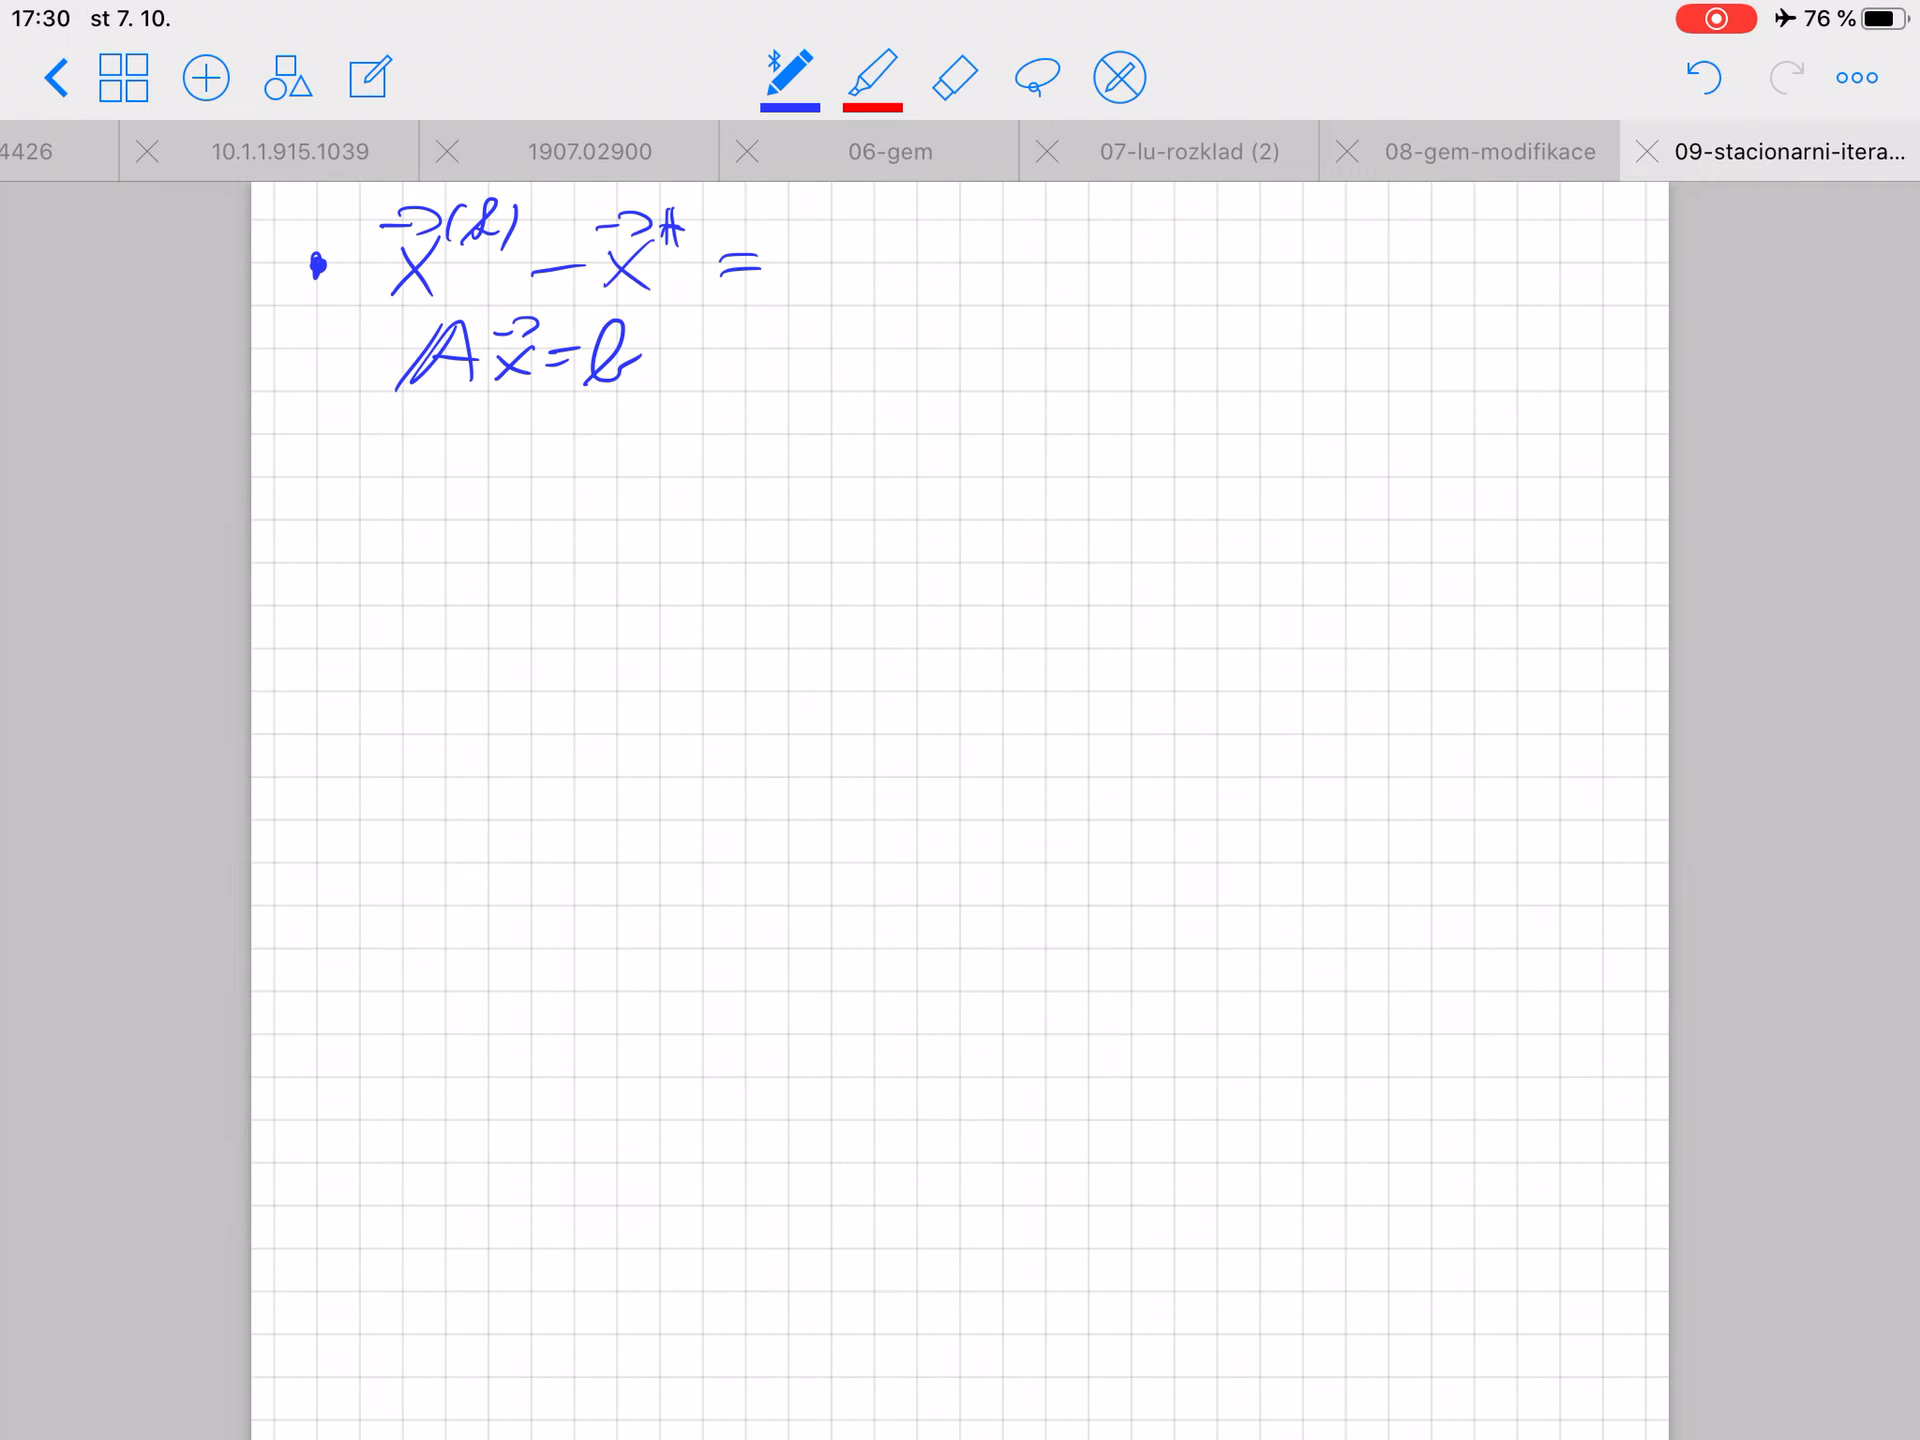 17:30 st 7. 10. 76 %
4426 10.1.1.915.1039 1907.02900 06-gem 07-lu-rozklad (2) 08-gem-modifikace 09-stacionarni-itera...
• x⃗⁽ᵏ⁾ − x⃗* =
𝔸x⃗ = b